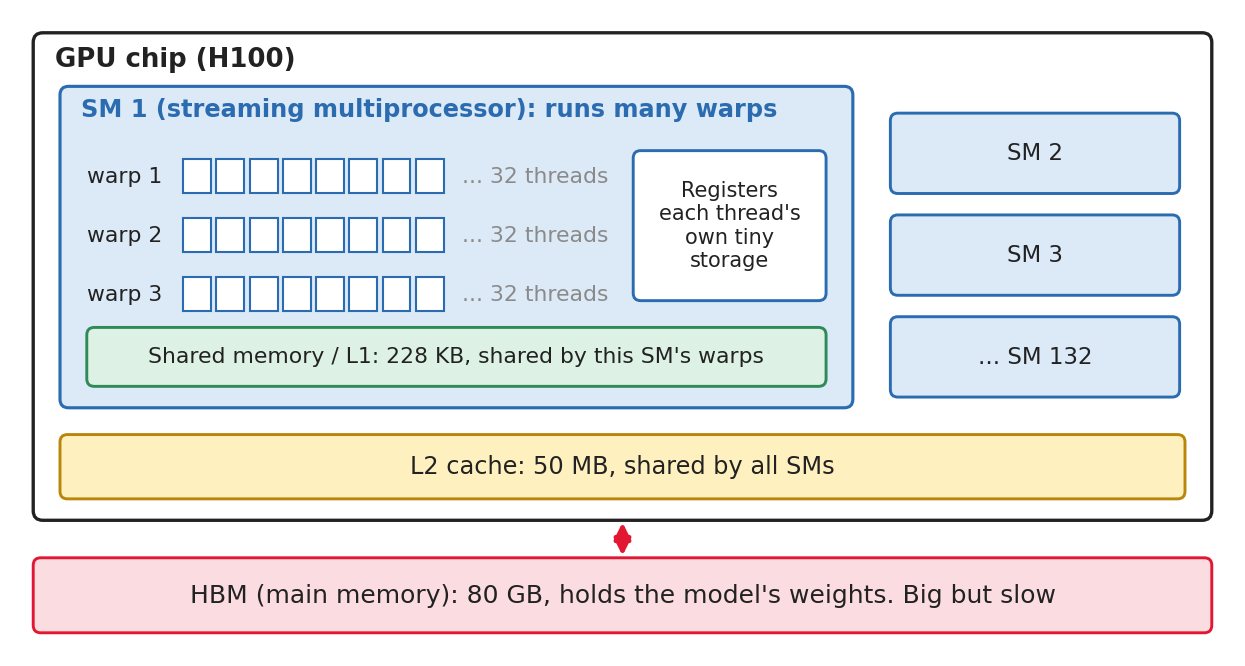 GPU chip (H100)
SM 1 (streaming multiprocessor): runs many warps
warp 1 ... 32 threads
warp 2 ... 32 threads
warp 3 ... 32 threads
Registers
each thread's
own tiny
storage
Shared memory / L1: 228 KB, shared by this SM's warps
SM 2
SM 3
... SM 132
L2 cache: 50 MB, shared by all SMs
HBM (main memory): 80 GB, holds the model's weights. Big but slow